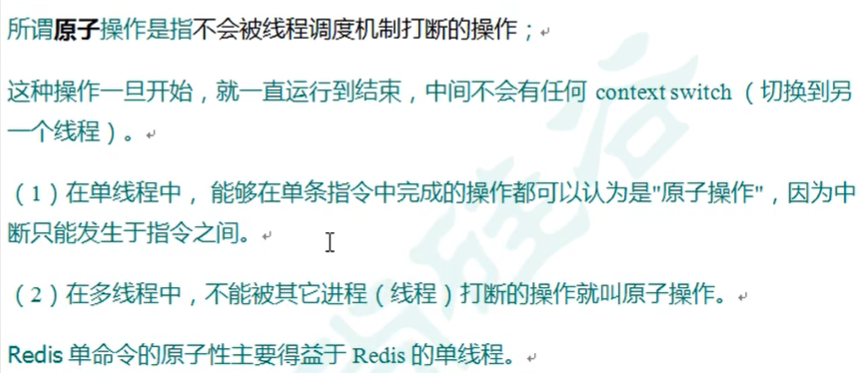 所谓原子操作是指不会被线程调度机制打断的操作；
这种操作一旦开始，就一直运行到结束，中间不会有任何 context switch （切换到另
一个线程）。
（1）在单线程中， 能够在单条指令中完成的操作都可以认为是"原子操作"，因为中
断只能发生于指令之间。
（2）在多线程中，不能被其它进程（线程）打断的操作就叫原子操作。
Redis 单命令的原子性主要得益于 Redis 的单线程。